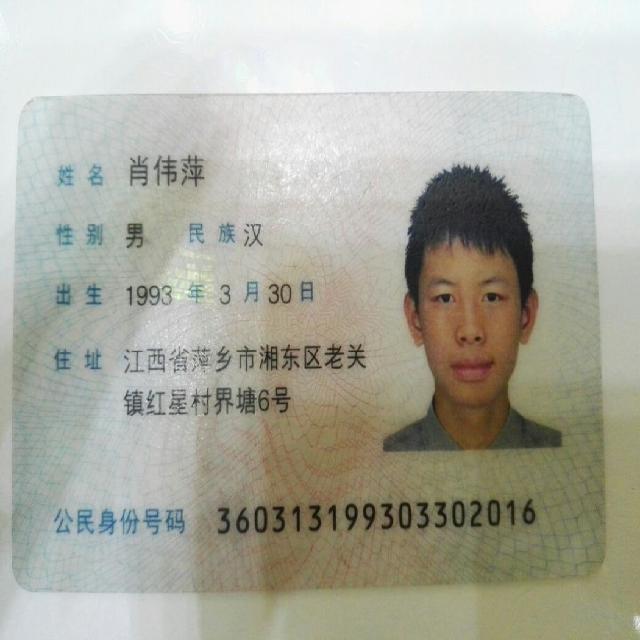 姓名 肖伟萍
性别 男 民族 汉
出生 1993 年 3 月 30 日
住址 江西省萍乡市湘东区老关
镇红星村界塘6号
公民身份号码 360313199303302016